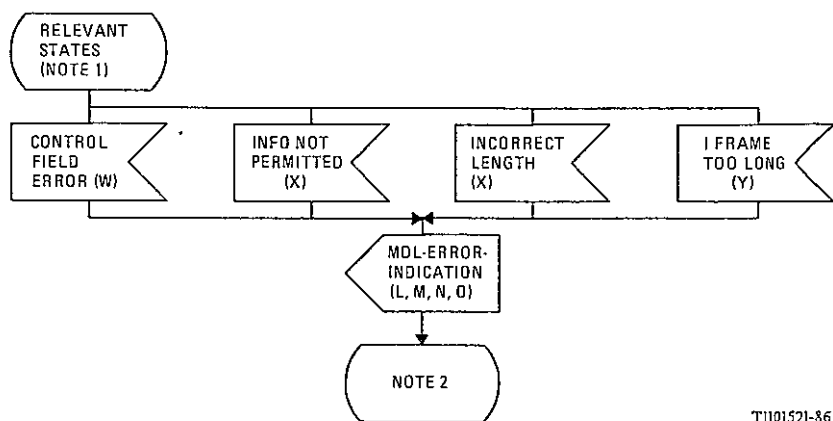 RELEVANT
STATES
(NOTE 1)
CONTROL
FIELD
ERROR (W)
INFO NOT
PERMITTED
(X)
INCORRECT
LENGTH
(X)
I FRAME
TOO LONG
(Y)
MDL-ERROR-
INDICATION
(L, M, N, O)
NOTE 2
T1101521-86